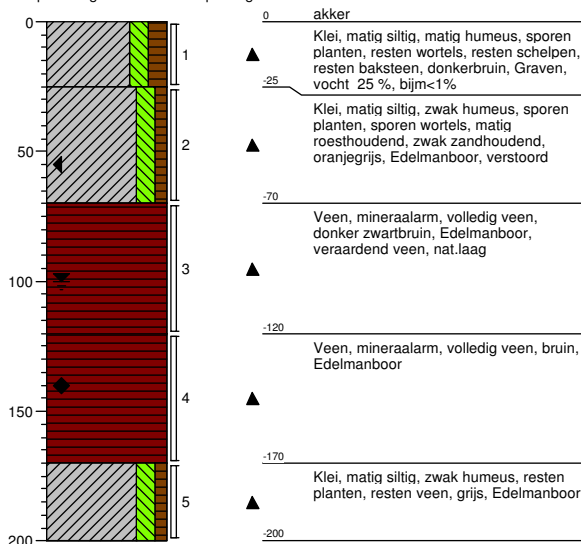 0
50
100
150
200
1
2
3
4
5
0
akker
Klei, matig siltig, matig humeus, sporen
planten, resten wortels, resten schelpen,
resten baksteen, donkerbruin, Graven,
vocht 25 %, bijm<1%
-25
Klei, matig siltig, zwak humeus, sporen
planten, sporen wortels, matig
roesthoudend, zwak zandhoudend,
oranjegrijs, Edelmanboor, verstoord
-70
Veen, mineraalarm, volledig veen,
donker zwartbruin, Edelmanboor,
veraardend veen, nat.laag
-120
Veen, mineraalarm, volledig veen, bruin,
Edelmanboor
-170
Klei, matig siltig, zwak humeus, resten
planten, resten veen, grijs, Edelmanboor
-200